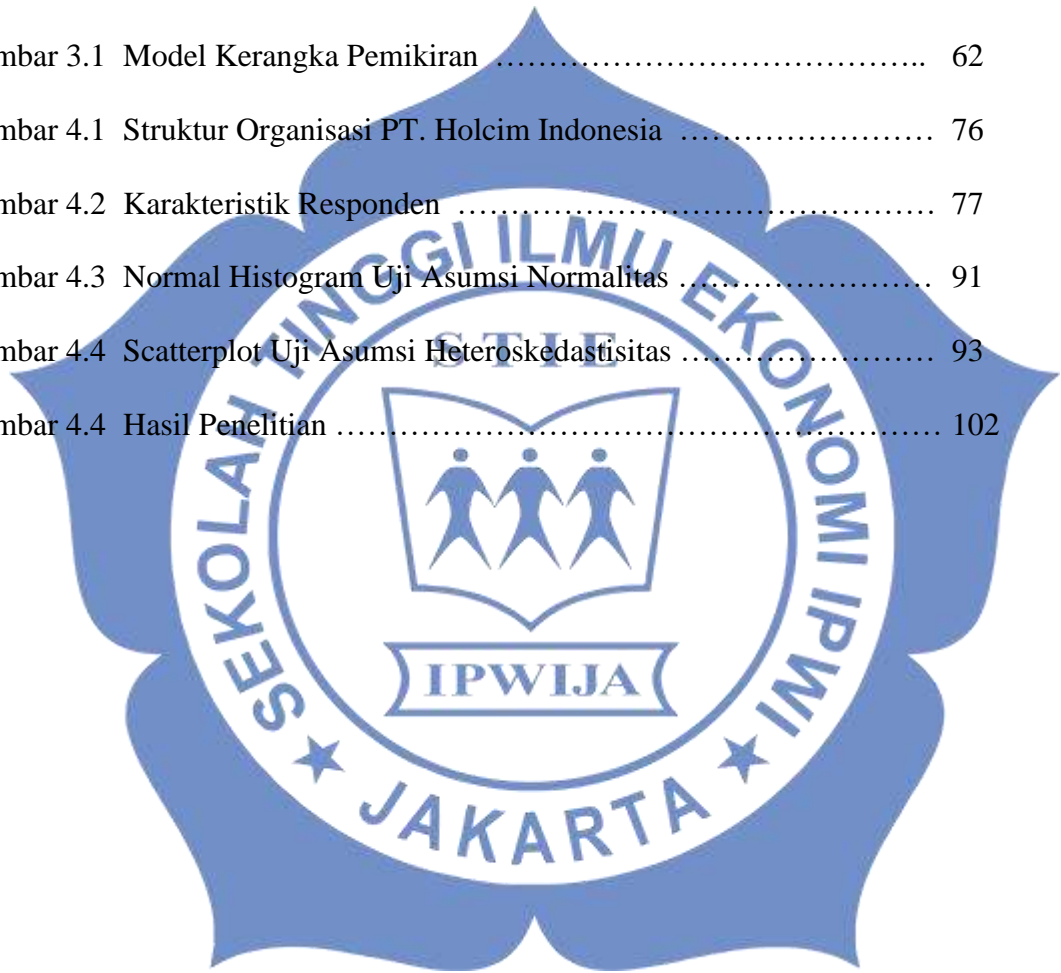 mbar 3.1 Model Kerangka Pemikiran ………………………………….. 62
mbar 4.1 Struktur Organisasi PT. Holcim Indonesia …………………… 76
mbar 4.2 Karakteristik Responden ……………………………………… 77
mbar 4.3 Normal Histogram Uji Asumsi Normalitas …………………… 91
mbar 4.4 Scatterplot Uji Asumsi Heteroskedastisitas …………………… 93
mbar 4.4 Hasil Penelitian ………………………………………………… 102
SEKOLAH TINGGI ILMU EKONOMI IPWI
STIE
IPWIJA
★ JAKARTA ★